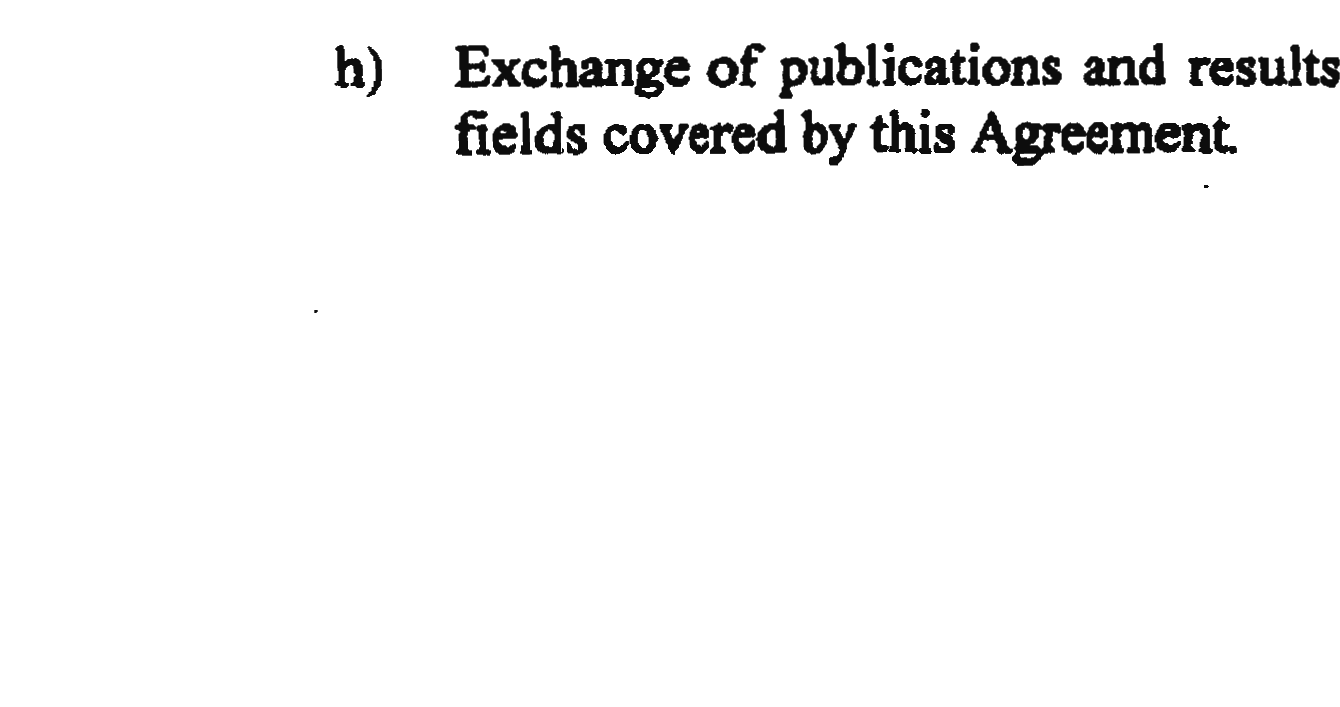 h) Exchange of publications and results
fields covered by this Agreement.